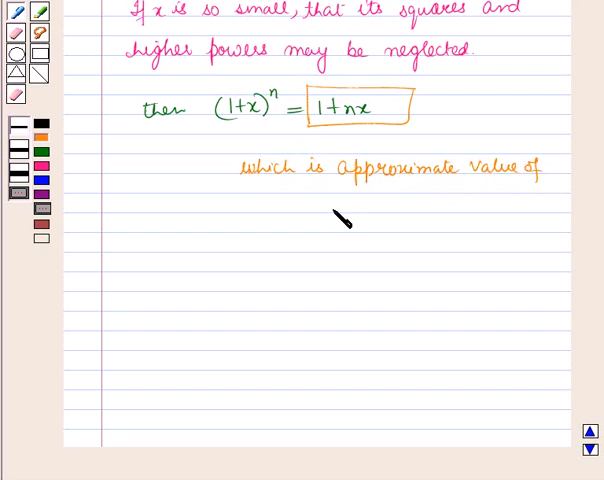 If x is so small, that its squares and
higher powers may be neglected.
then (1+x)^n = 1+nx
which is approximate value of